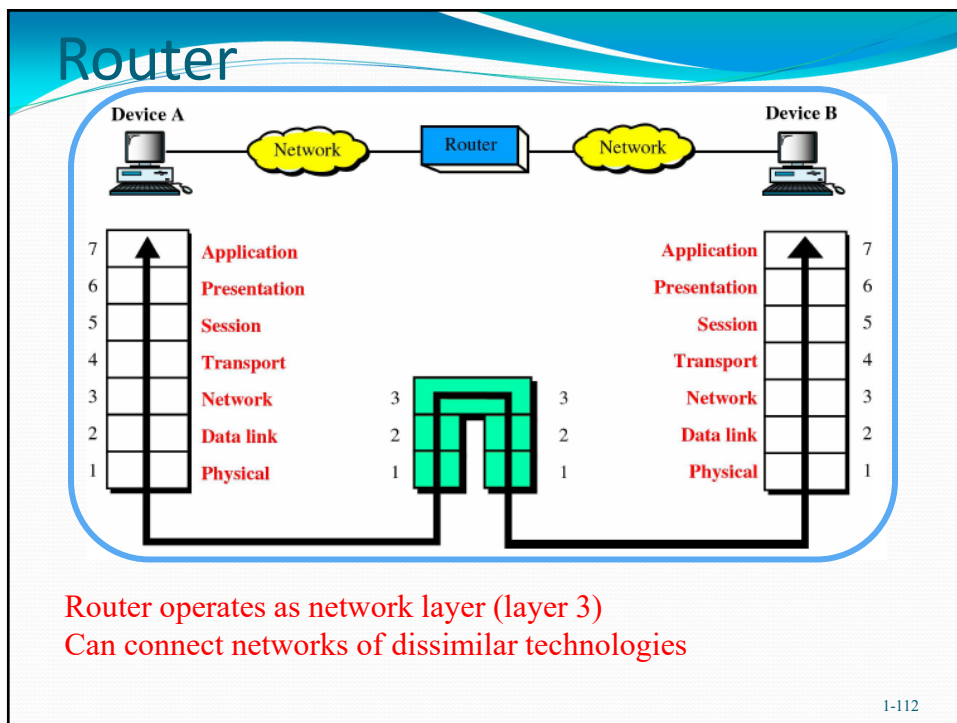 Router
Device A
Device B
Network
Router
Network
7 Application
6 Presentation
5 Session
4 Transport
3 Network
2 Data link
1 Physical
3 3
2 2
1 1
Application 7
Presentation 6
Session 5
Transport 4
Network 3
Data link 2
Physical 1
Router operates as network layer (layer 3)
Can connect networks of dissimilar technologies
1-112